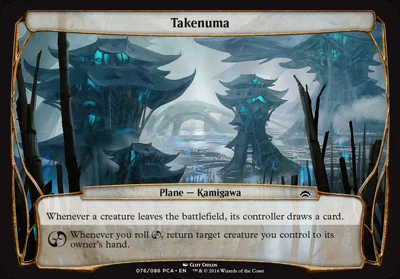 Takenuma
Plane — Kamigawa
Whenever a creature leaves the battlefield, its controller draws a card.
Whenever you roll , return target creature you control to its
owner's hand.
076/086 PCA • EN Cliff Childs
™ & © 2016 Wizards of the Coast